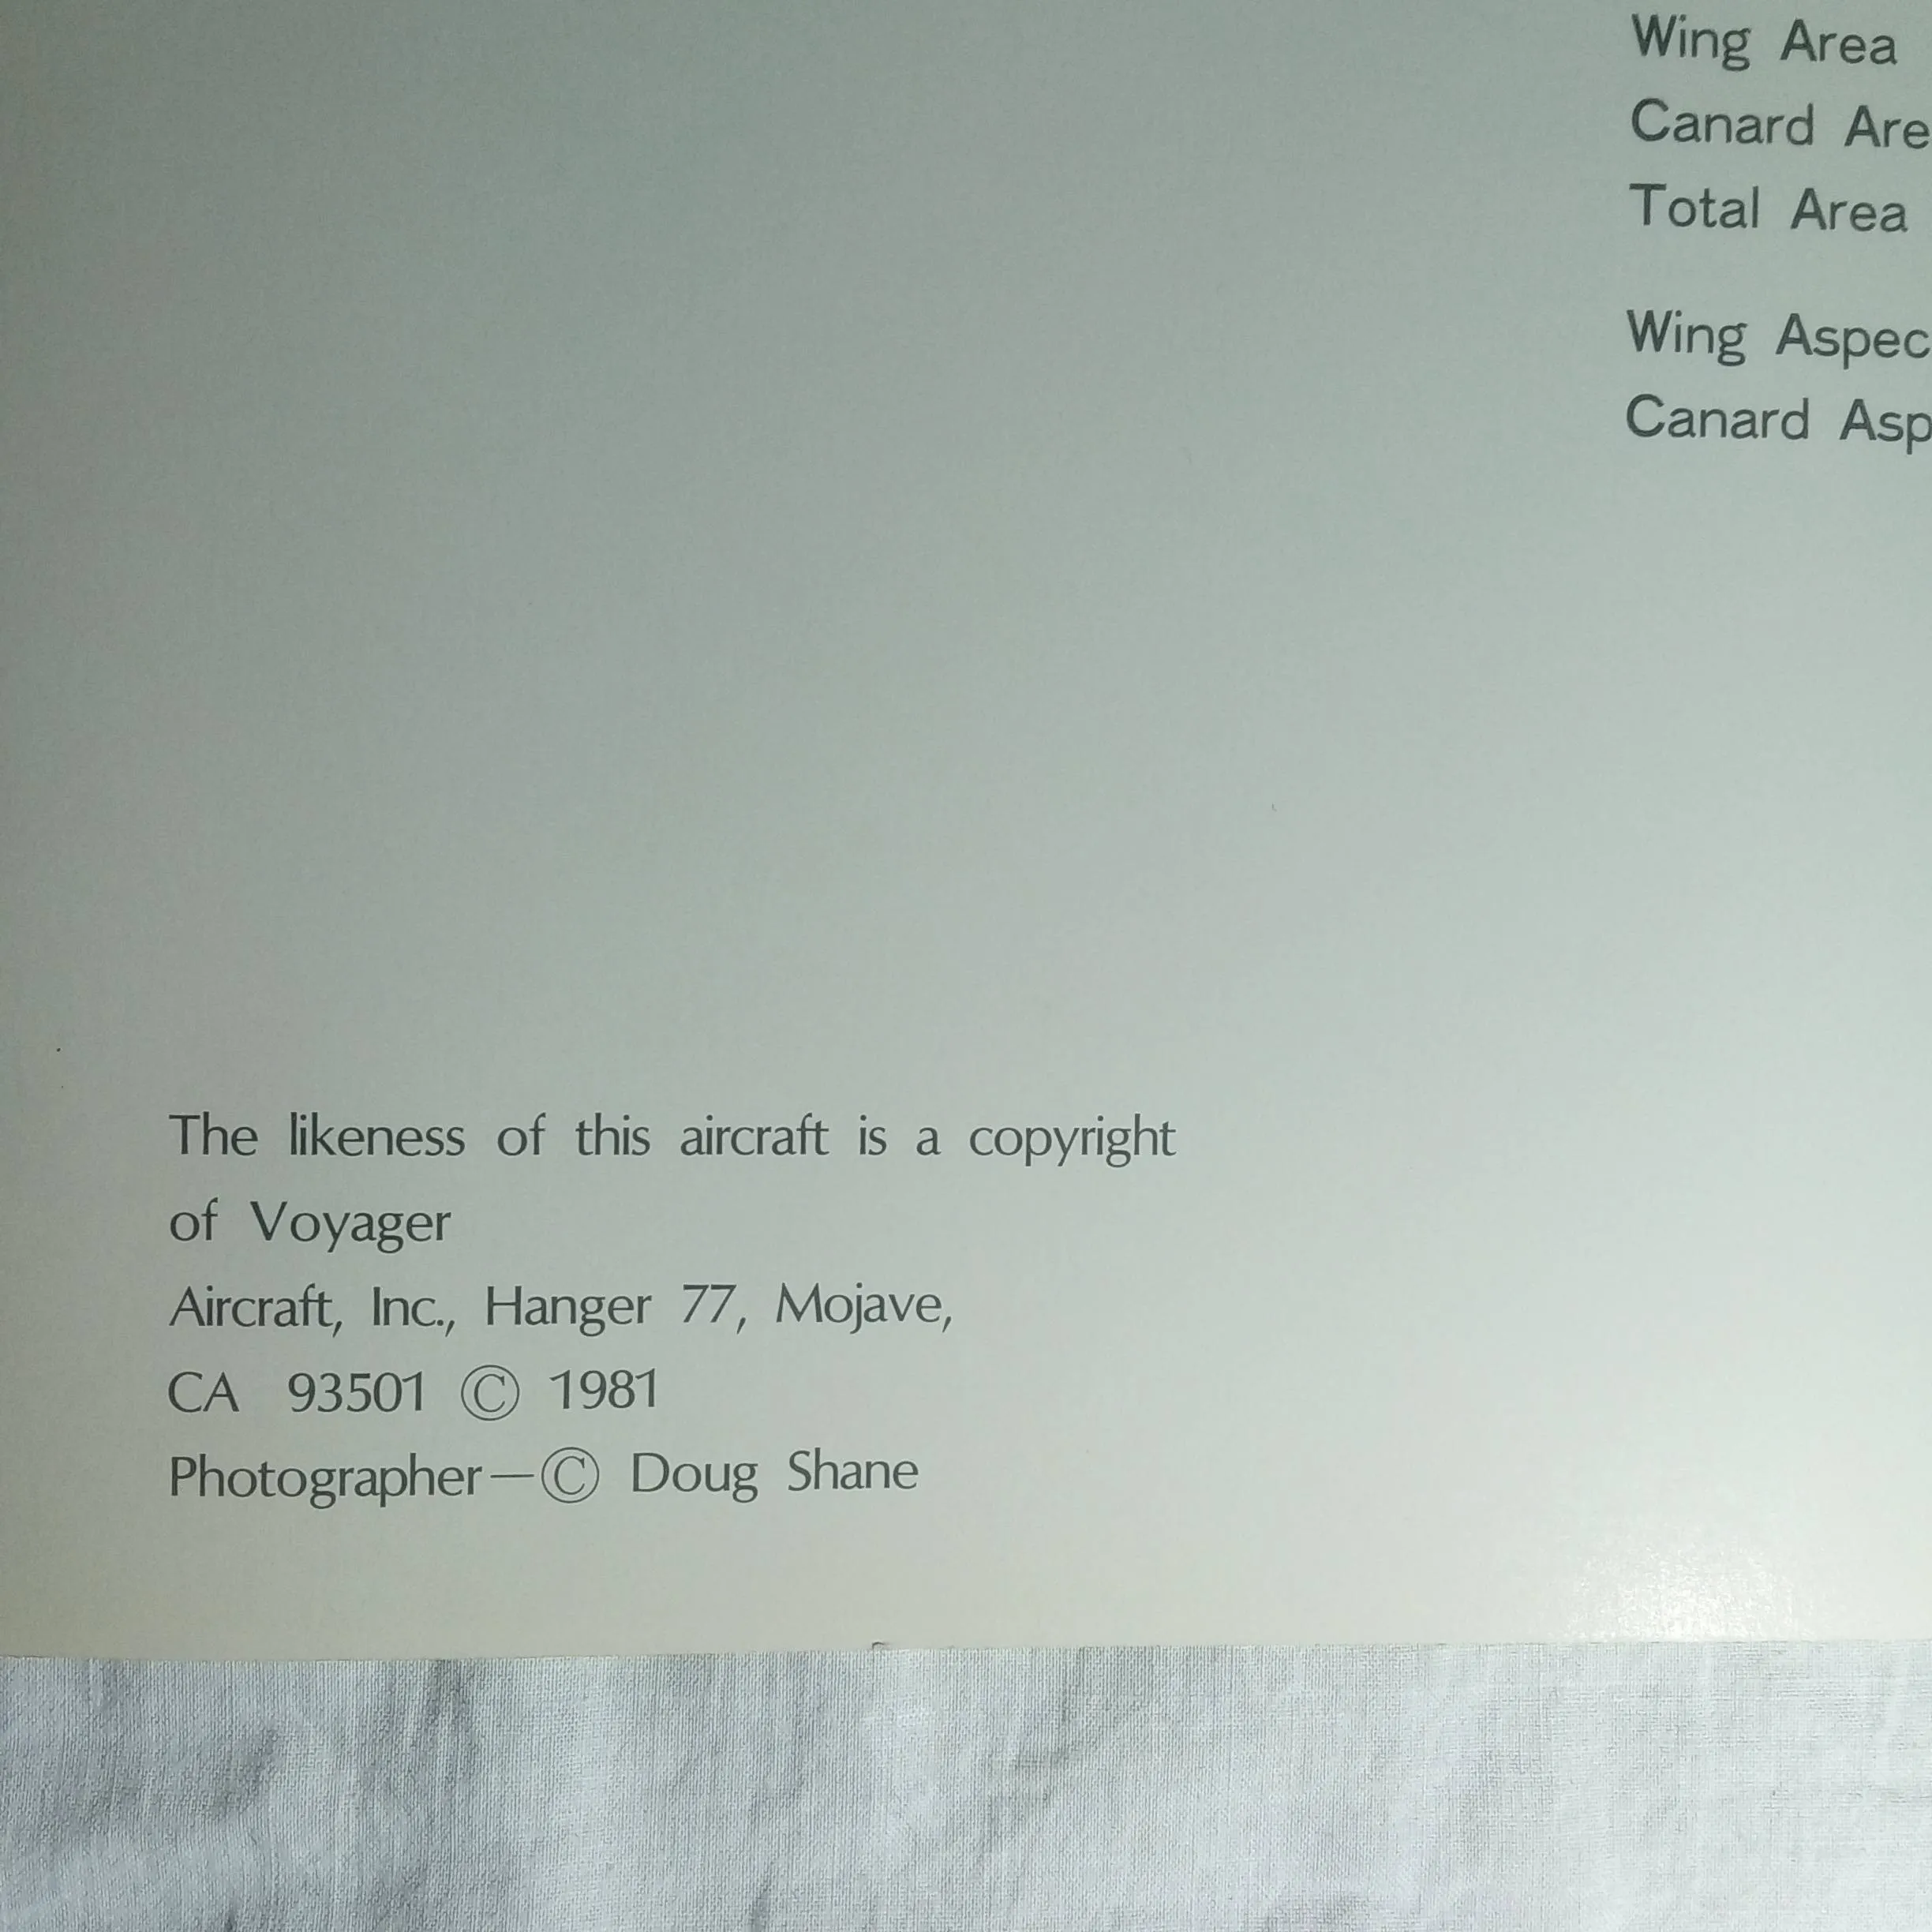 Wing Area
Canard Are
Total Area
Wing Aspec
Canard Asp
The likeness of this aircraft is a copyright
of Voyager
Aircraft, Inc., Hanger 77, Mojave,
CA 93501 © 1981
Photographer—© Doug Shane